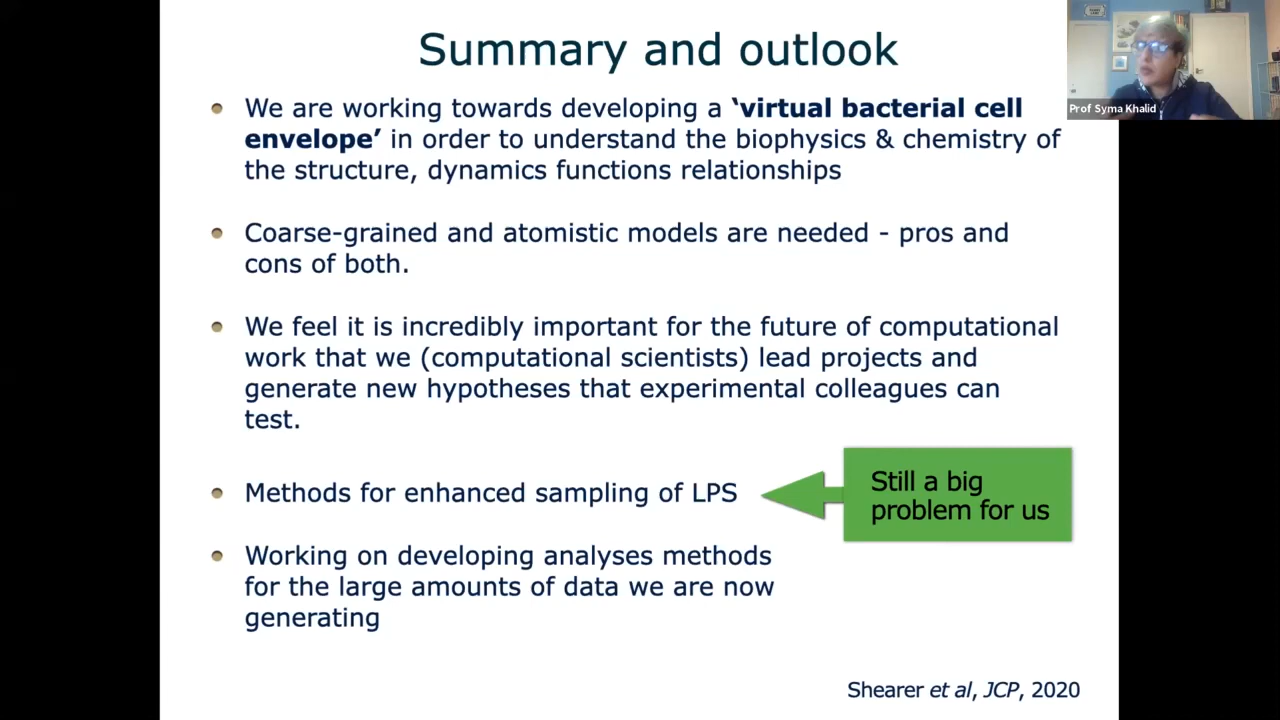 Summary and outlook
Prof Syma Khalid
We are working towards developing a ‘virtual bacterial cell
envelope’ in order to understand the biophysics & chemistry of
the structure, dynamics functions relationships
Coarse-grained and atomistic models are needed - pros and
cons of both.
We feel it is incredibly important for the future of computational
work that we (computational scientists) lead projects and
generate new hypotheses that experimental colleagues can
test.
Methods for enhanced sampling of LPS
Still a big
problem for us
Working on developing analyses methods
for the large amounts of data we are now
generating
Shearer et al, JCP, 2020